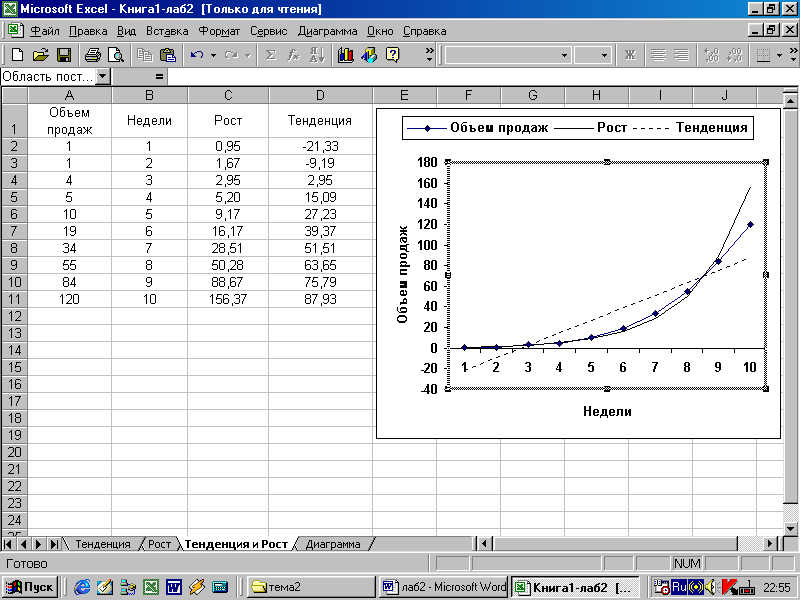 Microsoft Excel - Книга1-лаб2 [Только для чтения]
Файл Правка Вид Вставка Формат Сервис Диаграмма Окно Справка
Область пост... =
A B C D E F G H I J
1 Объем продаж Недели Рост Тенденция
2 1 1 0,95 -21,33
3 1 2 1,67 -9,19
4 4 3 2,95 2,95
5 5 4 5,20 15,09
6 10 5 9,17 27,23
7 19 6 16,17 39,37
8 34 7 28,51 51,51
9 55 8 50,28 63,65
10 84 9 88,67 75,79
11 120 10 156,37 87,93
12
13
14
15
16
17
18
19
20
21
22
23
24
25
Объем продаж Рост Тенденция
180
160
140
120
100
80
60
40
20
0
-20
-40
Объем продаж
1 2 3 4 5 6 7 8 9 10
Недели
Тенденция Рост Тенденция и Рост Диаграмма
Готово NUM
Пуск тема2 лаб2 - Microsoft Word Книга1-лаб2 [... Ru 22:55